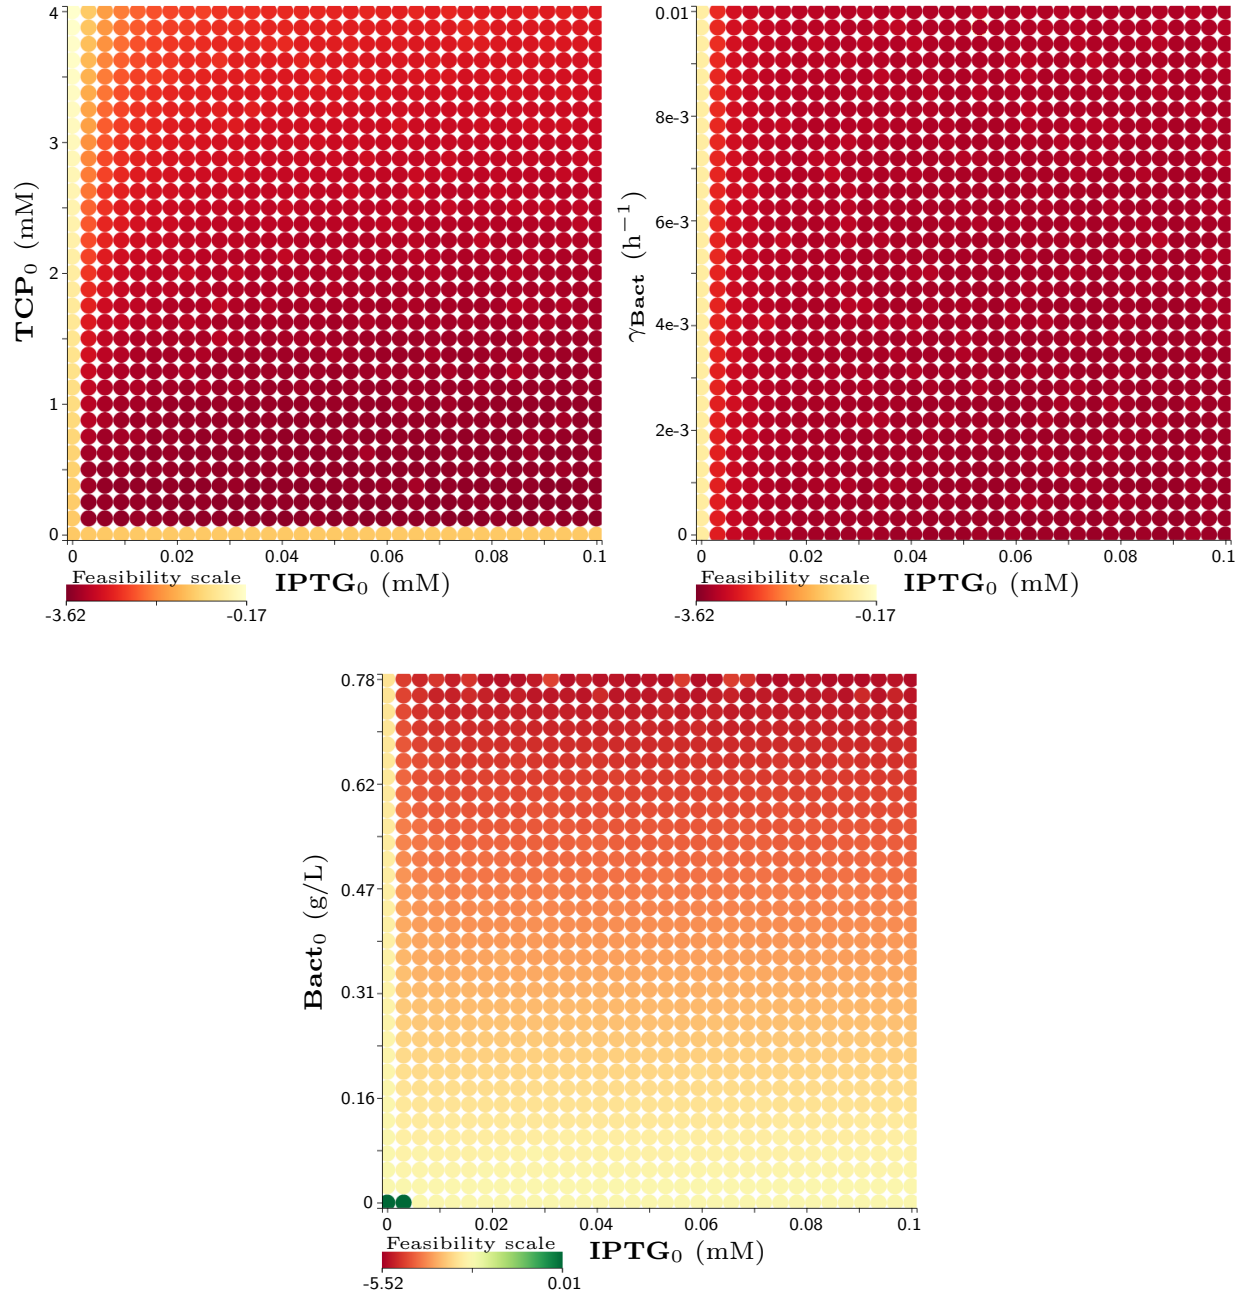 4
3
2
1
0
TCP₀ (mM)
0 0.02 0.04 0.06 0.08 0.1
IPTG₀ (mM)
Feasibility scale
-3.62 -0.17
0.01
8e-3
6e-3
4e-3
2e-3
0
γBact (h⁻¹)
0 0.02 0.04 0.06 0.08 0.1
IPTG₀ (mM)
Feasibility scale
-3.62 -0.17
0.78
0.62
0.47
0.31
0.16
0
Bact₀ (g/L)
0 0.02 0.04 0.06 0.08 0.1
IPTG₀ (mM)
Feasibility scale
-5.52 0.01